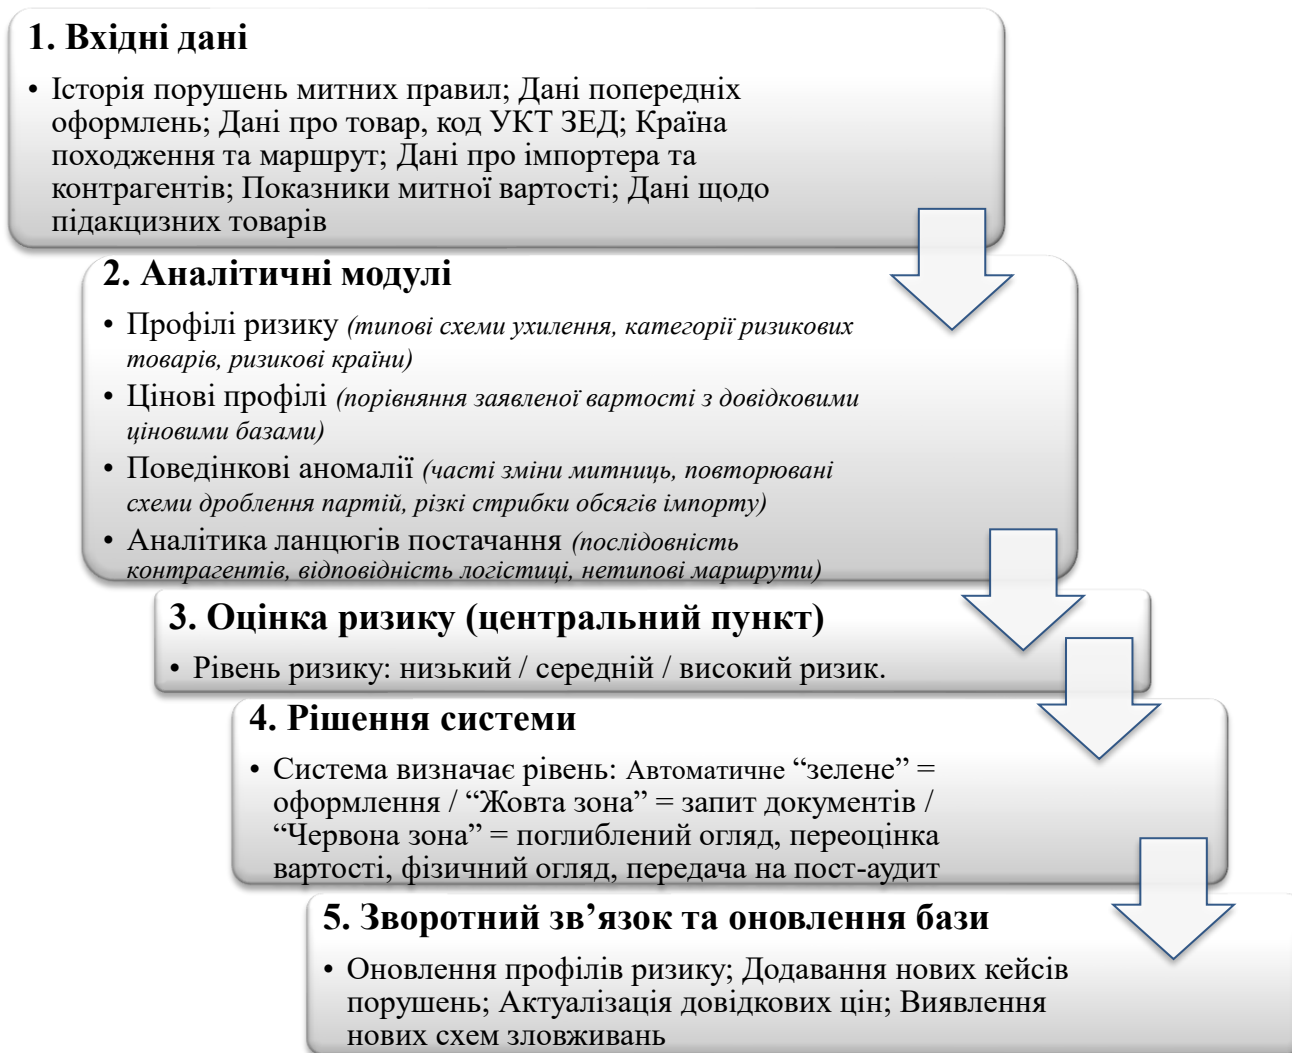 1. Вхідні дані
• Історія порушень митних правил; Дані попередніх
оформлень; Дані про товар, код УКТ ЗЕД; Країна
походження та маршрут; Дані про імпортера та
контрагентів; Показники митної вартості; Дані щодо
підакцизних товарів
2. Аналітичні модулі
• Профілі ризику (типові схеми ухилення, категорії ризикових
товарів, ризикові країни)
• Цінові профілі (порівняння заявленої вартості з довідковими
ціновими базами)
• Поведінкові аномалії (часті зміни митниць, повторювані
схеми дроблення партій, різкі стрибки обсягів імпорту)
• Аналітика ланцюгів постачання (послідовність
контрагентів, відповідність логістиці, нетипові маршрути)
3. Оцінка ризику (центральний пункт)
• Рівень ризику: низький / середній / високий ризик.
4. Рішення системи
• Система визначає рівень: Автоматичне “зелене” =
оформлення / “Жовта зона” = запит документів /
“Червона зона” = поглиблений огляд, переоцінка
вартості, фізичний огляд, передача на пост-аудит
5. Зворотний зв’язок та оновлення бази
• Оновлення профілів ризику; Додавання нових кейсів
порушень; Актуалізація довідкових цін; Виявлення
нових схем зловживань